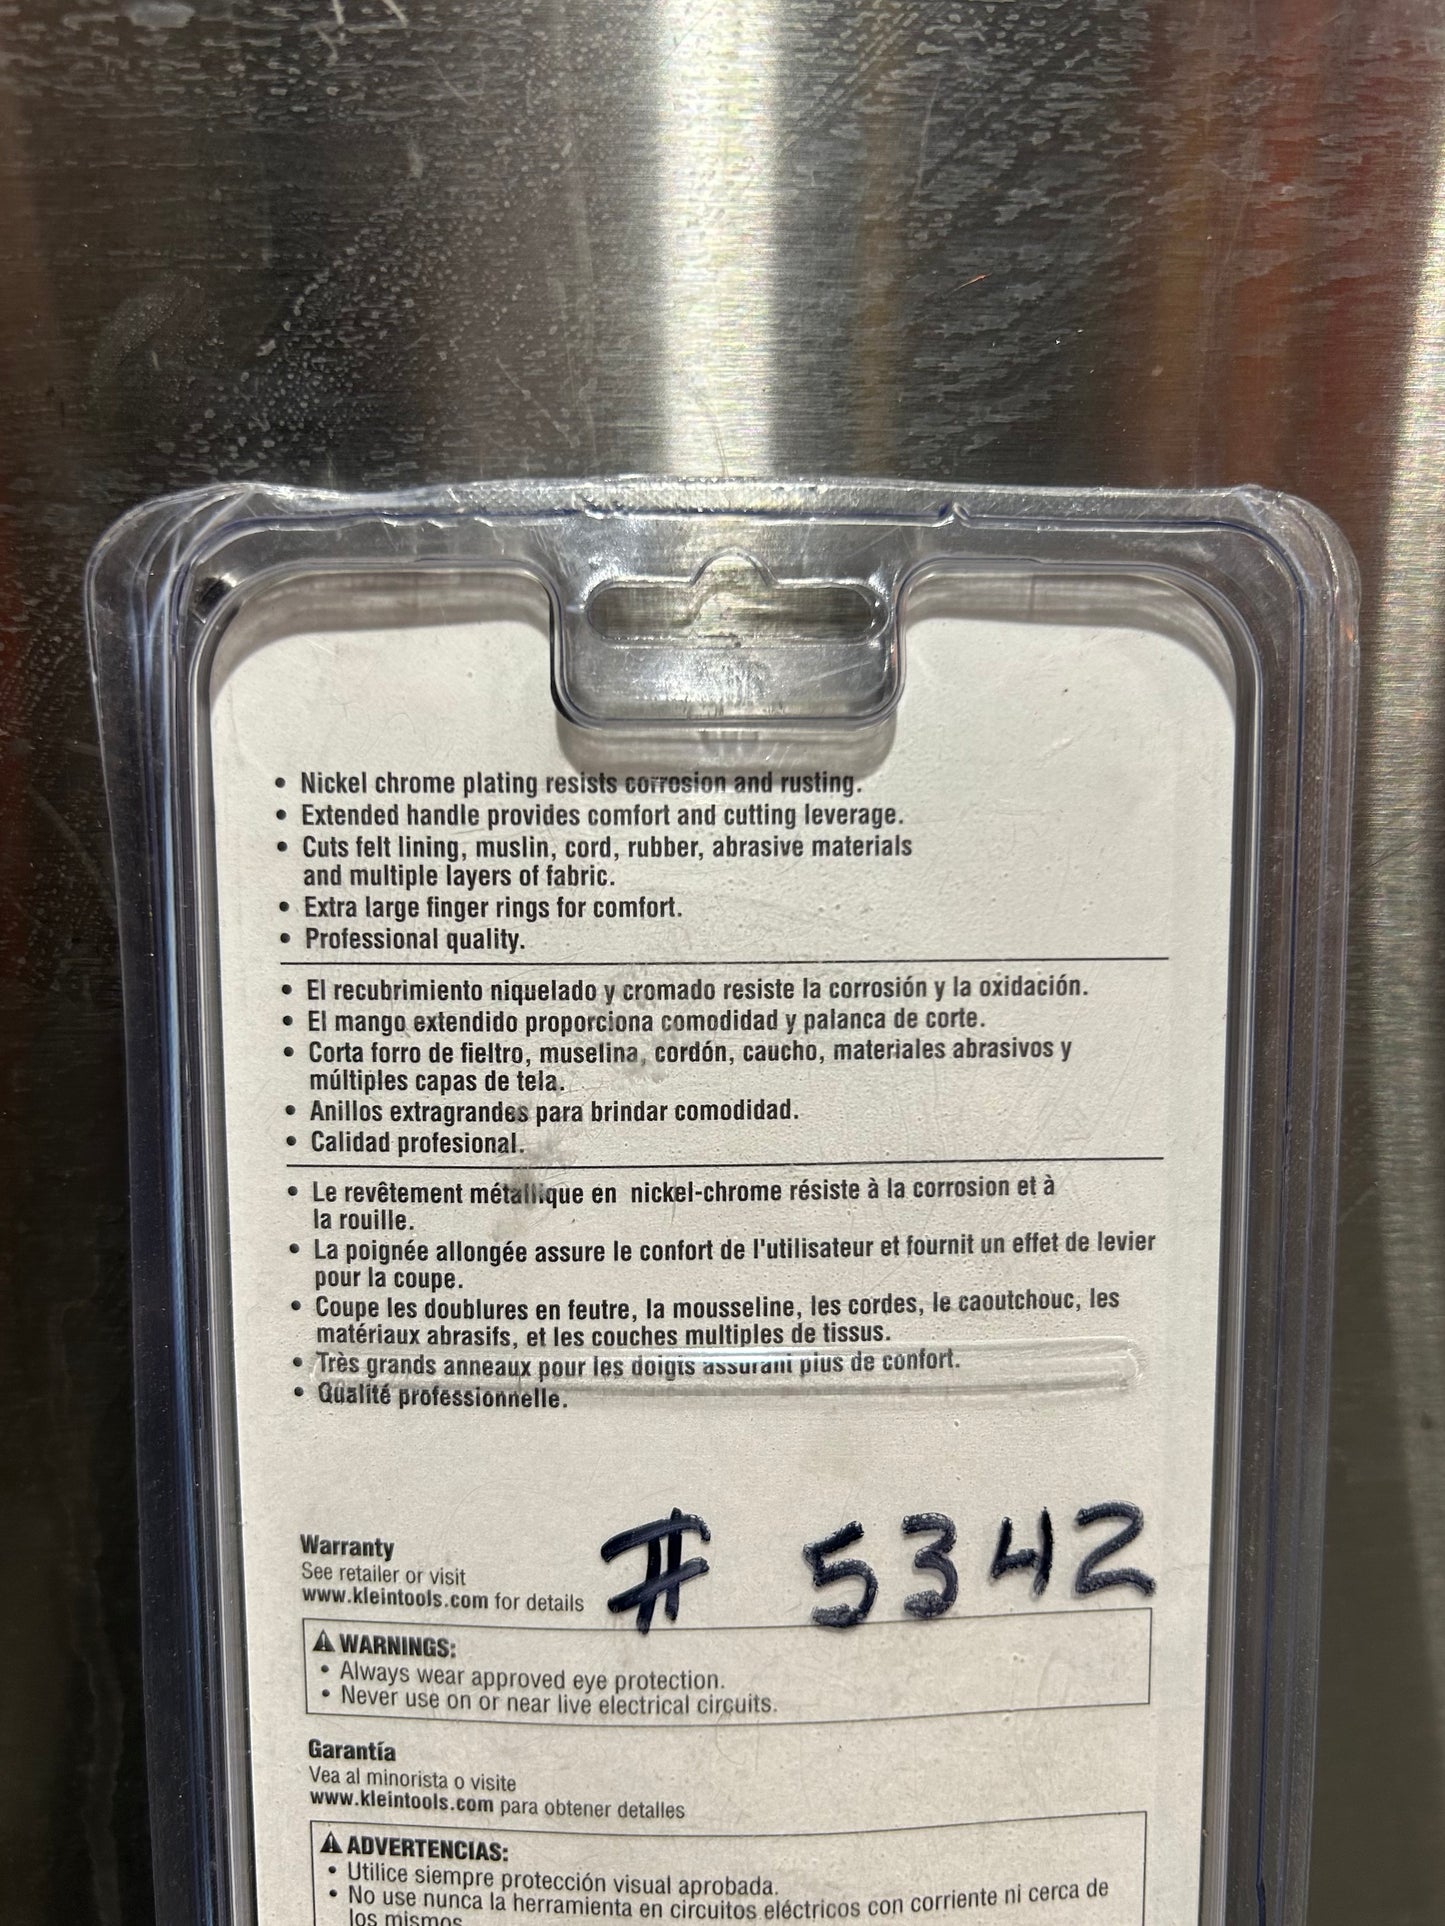 • Nickel chrome plating resists corrosion and rusting.
• Extended handle provides comfort and cutting leverage.
• Cuts felt lining, muslin, cord, rubber, abrasive materials
and multiple layers of fabric.
• Extra large finger rings for comfort.
• Professional quality.
• El recubrimiento niquelado y cromado resiste la corrosión y la oxidación.
• El mango extendido proporciona comodidad y palanca de corte.
• Corta forro de fieltro, muselina, cordón, caucho, materiales abrasivos y
múltiples capas de tela.
• Anillos extragrandes para brindar comodidad.
• Calidad profesional.
• Le revêtement métallique en nickel-chrome résiste à la corrosion et à
la rouille.
• La poignée allongée assure le confort de l'utilisateur et fournit un effet de levier
pour la coupe.
• Coupe les doublures en feutre, la mousseline, les cordes, le caoutchouc, les
matériaux abrasifs, et les couches multiples de tissus.
• Très grands anneaux pour les doigts assurant plus de confort.
• Qualité professionnelle.
# 5342
Warranty
See retailer or visit
www.kleintools.com for details
⚠ WARNINGS:
• Always wear approved eye protection.
• Never use on or near live electrical circuits.
Garantía
Vea al minorista o visite
www.kleintools.com para obtener detalles
⚠ ADVERTENCIAS:
• Utilice siempre protección visual aprobada.
• No use nunca la herramienta en circuitos eléctricos con corriente ni cerca de
los mismos